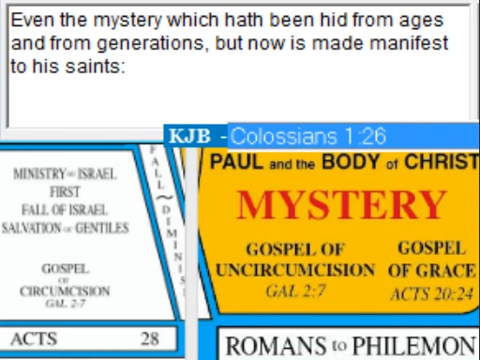 Even the mystery which hath been hid from ages
and from generations, but now is made manifest
to his saints:
KJB - Colossians 1:26
MINISTRY OF ISRAEL
FIRST
FALL OF ISRAEL
SALVATION OF GENTILES
GOSPEL
OF
CIRCUMCISION
GAL 2-7
FALL ~ DIMINIS
PAUL and the BODY of CHRIST
MYSTERY
GOSPEL OF
UNCIRCUMCISION
GAL 2:7
GOSPEL
OF GRACE
ACTS 20:24
ACTS 28
ROMANS to PHILEMON